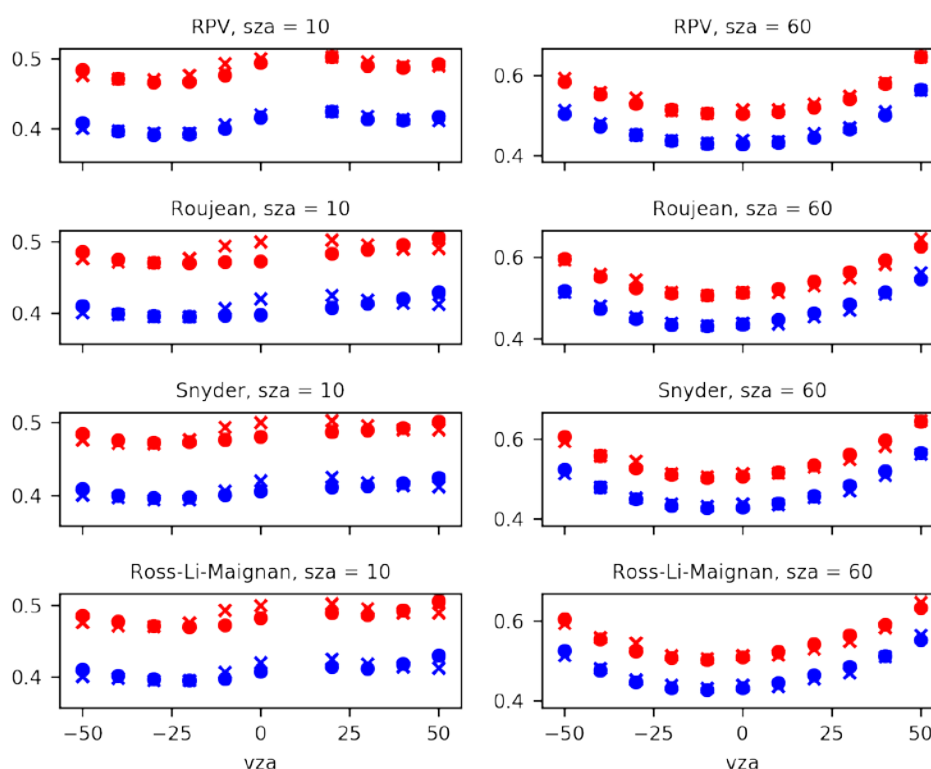 RPV, sza = 10
RPV, sza = 60
0.5
0.4
0.6
0.4
Roujean, sza = 10
Roujean, sza = 60
0.5
0.4
0.6
0.4
Snyder, sza = 10
Snyder, sza = 60
0.5
0.4
0.6
0.4
Ross-Li-Maignan, sza = 10
Ross-Li-Maignan, sza = 60
0.5
0.4
0.6
0.4
−50 −25 0 25 50
−50 −25 0 25 50
vza
vza